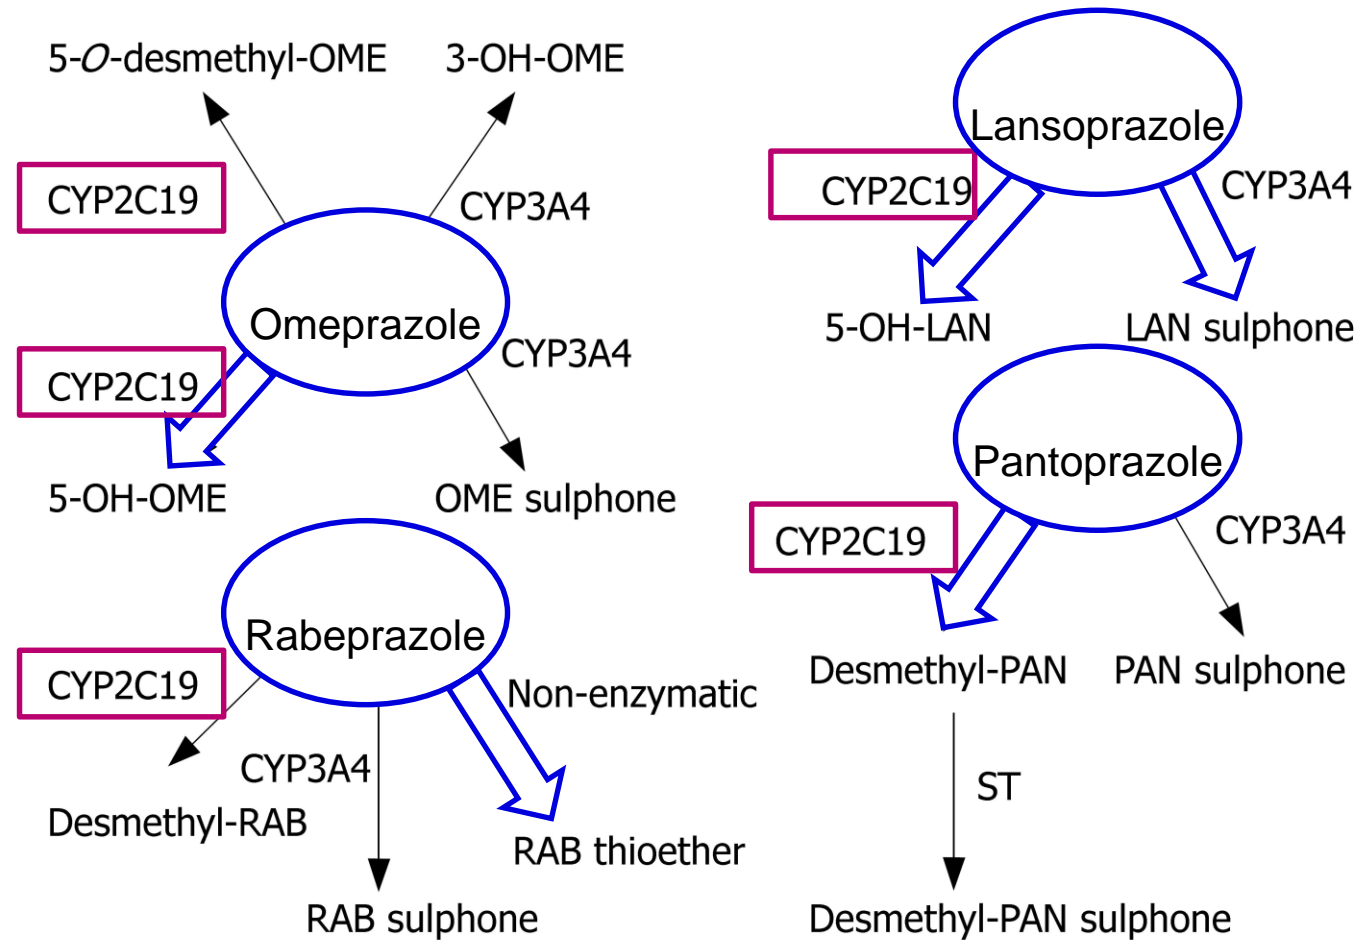 5-O-desmethyl-OME
3-OH-OME
CYP2C19
CYP3A4
Omeprazole
CYP3A4
CYP2C19
5-OH-OME
OME sulphone
Rabeprazole
CYP2C19
Non-enzymatic
CYP3A4
Desmethyl-RAB
RAB thioether
RAB sulphone
Lansoprazole
CYP2C19
CYP3A4
5-OH-LAN
LAN sulphone
Pantoprazole
CYP2C19
CYP3A4
Desmethyl-PAN
PAN sulphone
ST
Desmethyl-PAN sulphone